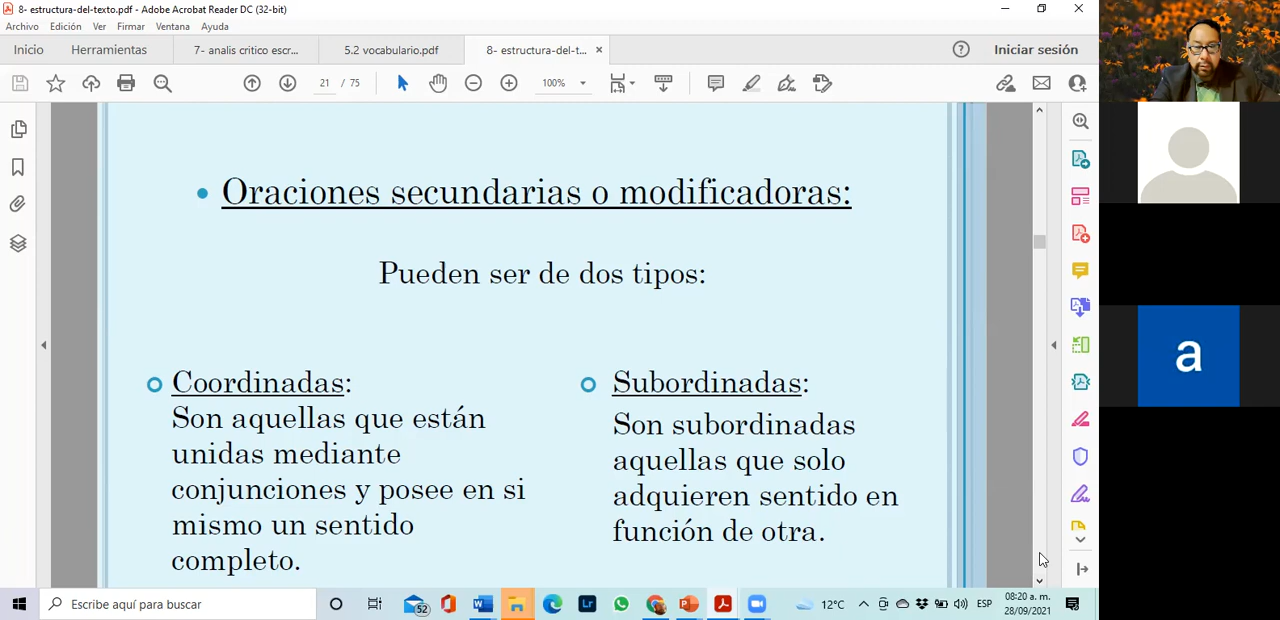 8- estructura-del-texto.pdf - Adobe Acrobat Reader DC (32-bit)
Archivo Edición Ver Firmar Ventana Ayuda
Inicio Herramientas 7- analis critico escr... 5.2 vocabulario.pdf 8- estructura-del-t... × Iniciar sesión
21 / 75 100%
• Oraciones secundarias o modificadoras:
Pueden ser de dos tipos:
Coordinadas:
Son aquellas que están
unidas mediante
conjunciones y posee en si
mismo un sentido
completo.
Subordinadas:
Son subordinadas
aquellas que solo
adquieren sentido en
función de otra.
a
Escribe aquí para buscar
52
12°C
ESP
08:20 a. m.
28/09/2021